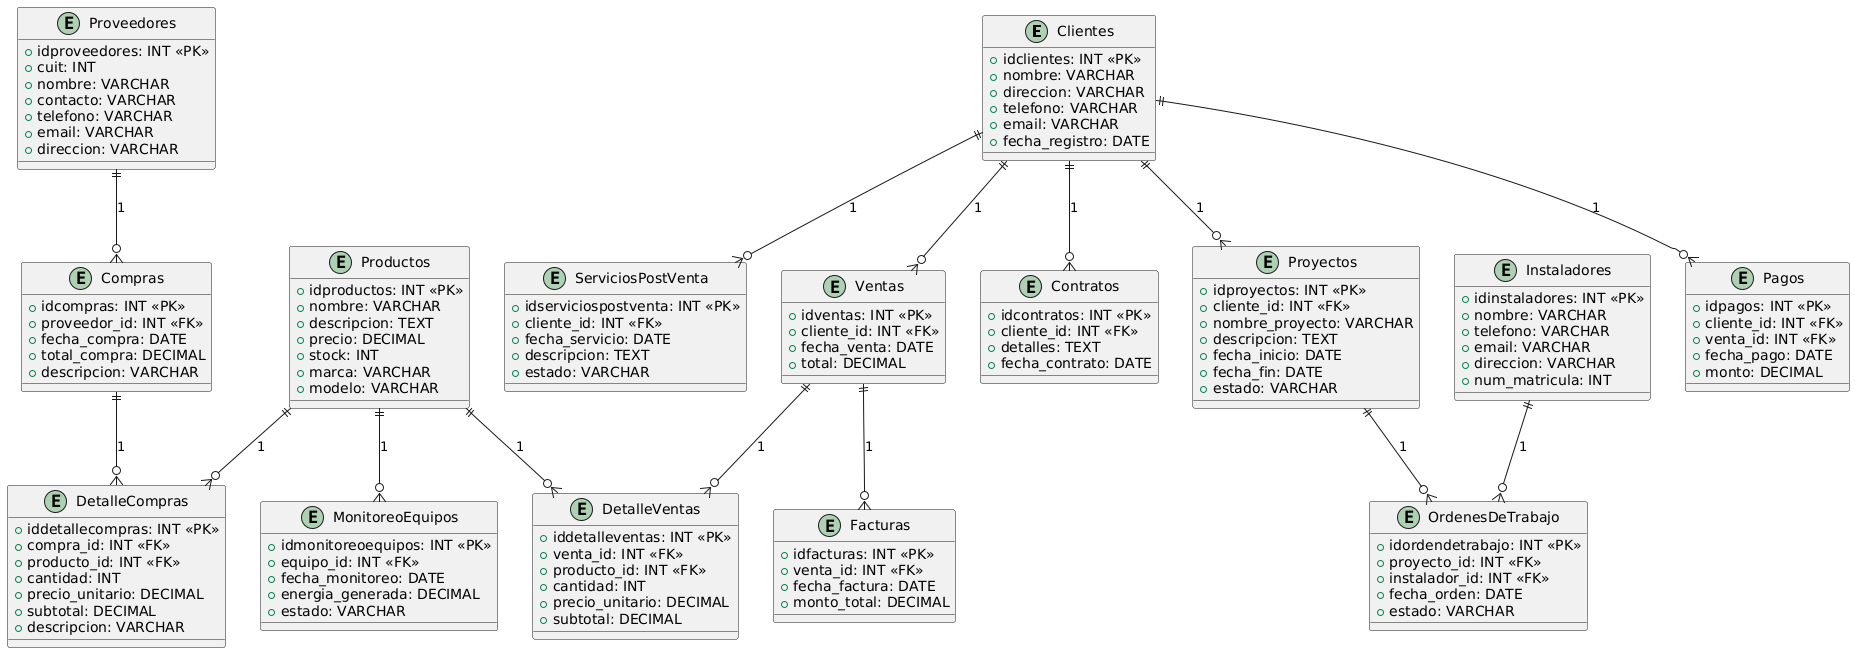 E Proveedores
idproveedores: INT «PK»
cuit: INT
nombre: VARCHAR
contacto: VARCHAR
telefono: VARCHAR
email: VARCHAR
direccion: VARCHAR
E Clientes
idclientes: INT «PK»
nombre: VARCHAR
direccion: VARCHAR
telefono: VARCHAR
email: VARCHAR
fecha_registro: DATE
1
1
1
1
1
1
E Compras
idcompras: INT «PK»
proveedor_id: INT «FK»
fecha_compra: DATE
total_compra: DECIMAL
descripcion: VARCHAR
E Productos
idproductos: INT «PK»
nombre: VARCHAR
descripcion: TEXT
precio: DECIMAL
stock: INT
marca: VARCHAR
modelo: VARCHAR
E ServiciosPostVenta
idserviciospostventa: INT «PK»
cliente_id: INT «FK»
fecha_servicio: DATE
descripcion: TEXT
estado: VARCHAR
E Ventas
idventas: INT «PK»
cliente_id: INT «FK»
fecha_venta: DATE
total: DECIMAL
E Contratos
idcontratos: INT «PK»
cliente_id: INT «FK»
detalles: TEXT
fecha_contrato: DATE
E Proyectos
idproyectos: INT «PK»
cliente_id: INT «FK»
nombre_proyecto: VARCHAR
descripcion: TEXT
fecha_inicio: DATE
fecha_fin: DATE
estado: VARCHAR
E Instaladores
idinstaladores: INT «PK»
nombre: VARCHAR
telefono: VARCHAR
email: VARCHAR
direccion: VARCHAR
num_matricula: INT
E Pagos
idpagos: INT «PK»
cliente_id: INT «FK»
venta_id: INT «FK»
fecha_pago: DATE
monto: DECIMAL
1
1
1
1
1
1
1
1
E DetalleCompras
iddetallecompras: INT «PK»
compra_id: INT «FK»
producto_id: INT «FK»
cantidad: INT
precio_unitario: DECIMAL
subtotal: DECIMAL
descripcion: VARCHAR
E MonitoreoEquipos
idmonitoreoequipos: INT «PK»
equipo_id: INT «FK»
fecha_monitoreo: DATE
energia_generada: DECIMAL
estado: VARCHAR
E DetalleVentas
iddetalleventas: INT «PK»
venta_id: INT «FK»
producto_id: INT «FK»
cantidad: INT
precio_unitario: DECIMAL
subtotal: DECIMAL
E Facturas
idfacturas: INT «PK»
venta_id: INT «FK»
fecha_factura: DATE
monto_total: DECIMAL
E OrdenesDeTrabajo
idordendetrabajo: INT «PK»
proyecto_id: INT «FK»
instalador_id: INT «FK»
fecha_orden: DATE
estado: VARCHAR